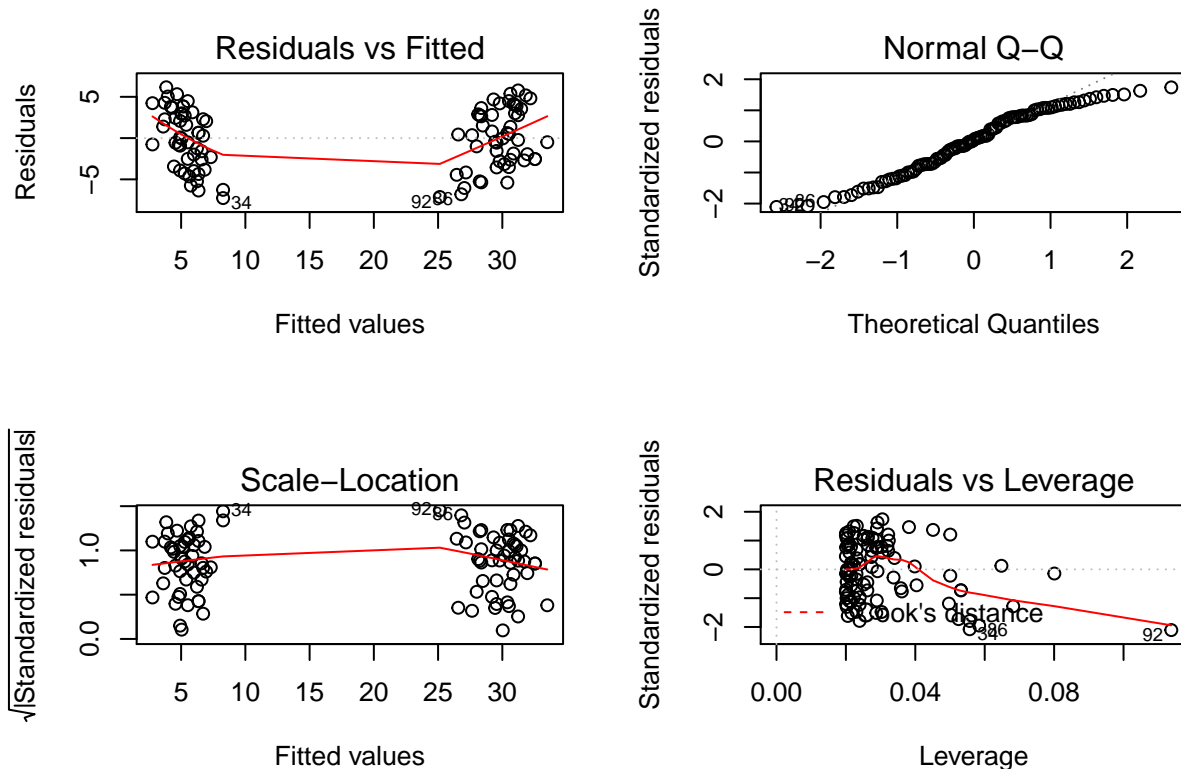 Residuals vs Fitted
Residuals
5
−5
34
92
86
5 10 15 20 25 30
Fitted values
Normal Q−Q
Standardized residuals
2
0
−2
86
−2 −1 0 1 2
Theoretical Quantiles
Scale−Location
√|Standardized residuals|
1.0
0.0
34
92
86
5 10 15 20 25 30
Fitted values
Residuals vs Leverage
Standardized residuals
2
0
−2
ook's distance
86
34
92
0.00 0.04 0.08
Leverage